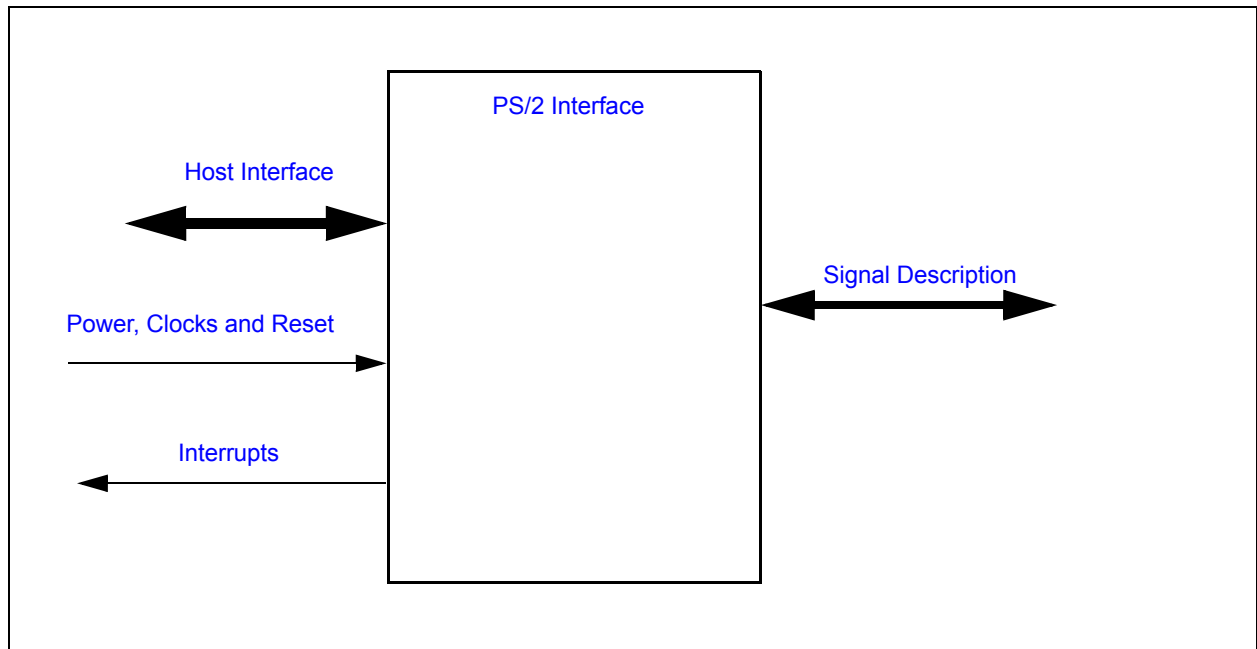 PS/2 Interface
Host Interface
Signal Description
Power, Clocks and Reset
Interrupts